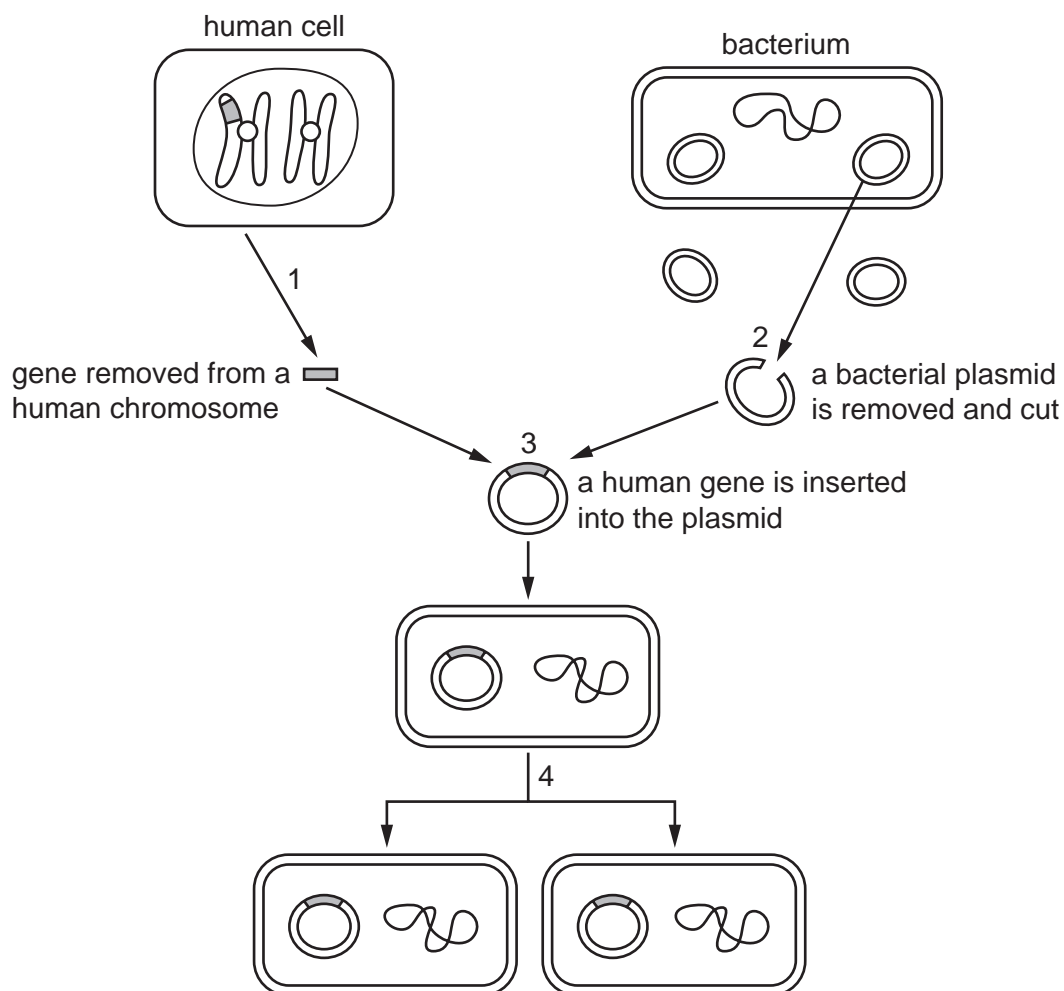 human cell
bacterium
1
2
gene removed from a
human chromosome
a bacterial plasmid
is removed and cut
3
a human gene is inserted
into the plasmid
4